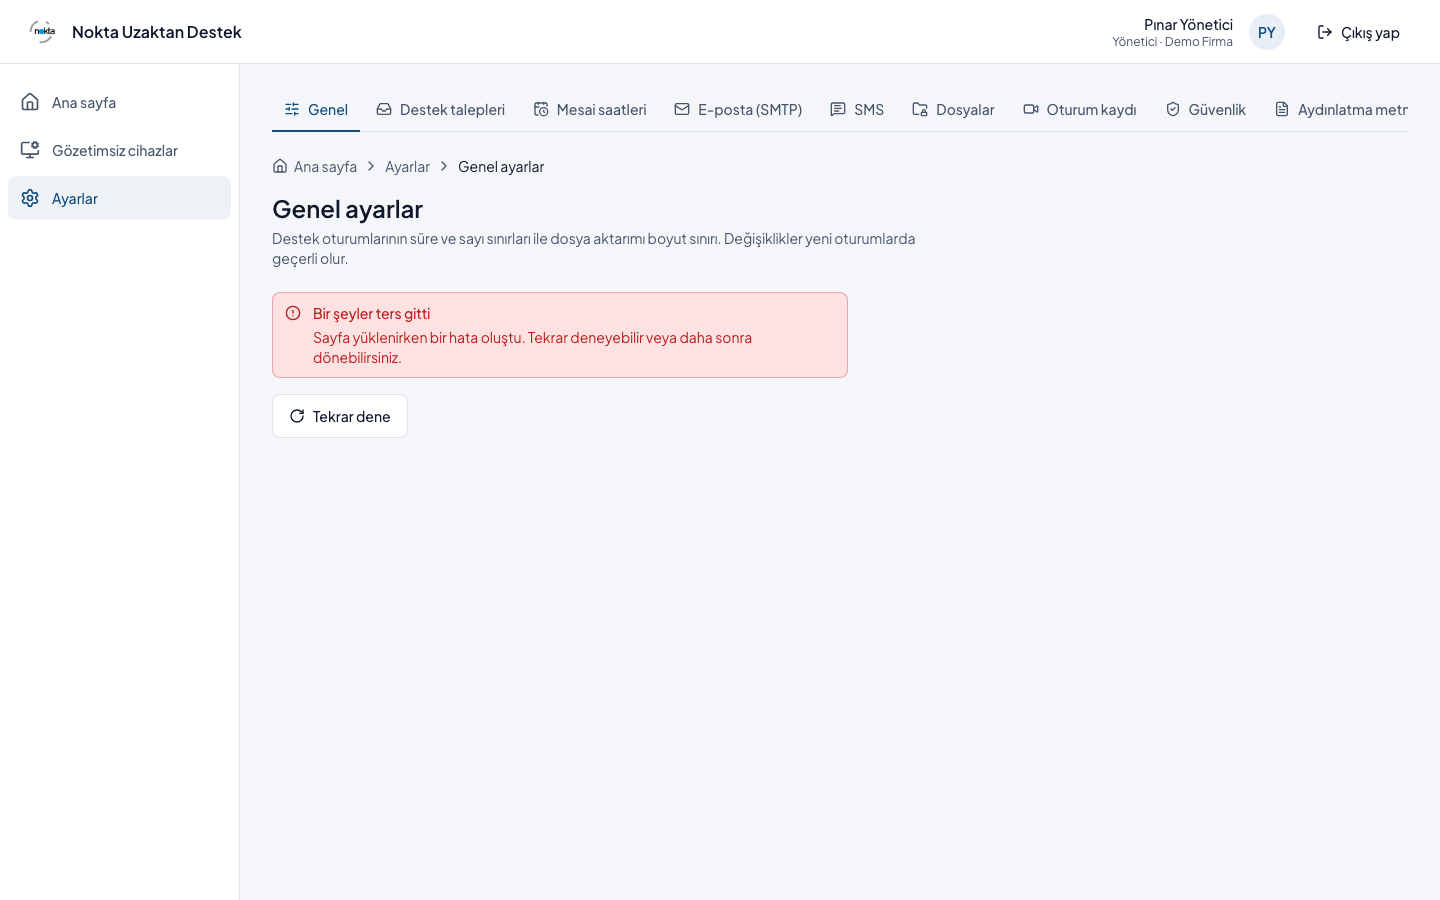 nokta
Nokta Uzaktan Destek
Pınar Yönetici
Yönetici · Demo Firma
PY
Çıkış yap
Ana sayfa
Gözetimsiz cihazlar
Ayarlar
Genel
Destek talepleri
Mesai saatleri
E-posta (SMTP)
SMS
Dosyalar
Oturum kaydı
Güvenlik
Aydınlatma metr
Ana sayfa
Ayarlar
Genel ayarlar
Genel ayarlar
Destek oturumlarının süre ve sayı sınırları ile dosya aktarımı boyut sınırı. Değişiklikler yeni oturumlarda
geçerli olur.
Bir şeyler ters gitti
Sayfa yüklenirken bir hata oluştu. Tekrar deneyebilir veya daha sonra
dönebilirsiniz.
Tekrar dene